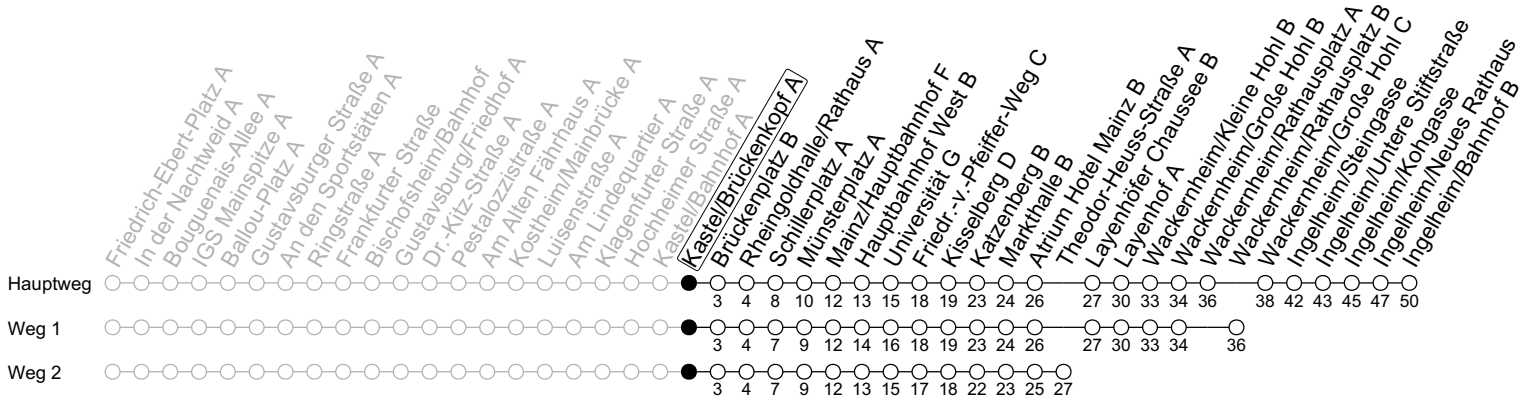 Friedrich-Ebert-Platz A
In der Nachtweid A
Bouguenais-Allee A
IGS Mainspitze A
Ballou-Platz A
Gustavsburger Straße A
An den Sportstätten A
Ringstraße A
Frankfurter Straße
Bischofsheim/Bahnhof
Gustavsburg/Friedhof A
Dr.-Kitz-Straße A
Pestalozzistraße A
Am Alten Fährhaus A
Kostheim/Mainbrücke A
Luisenstraße A
Am Lindequartier A
Klagenfurter Straße A
Hochheimer Straße A
Kastel/Bahnhof A
Kastel/Brückenkopf A
Brückenplatz B
Rheingoldhalle/Rathaus A
Schillerplatz A
Münsterplatz A
Mainz/Hauptbahnhof F
Hauptbahnhof West B
Universität G
Friedr.-v.-Pfeiffer-Weg C
Kisselberg D
Katzenberg B
Markthalle B
Atrium Hotel Mainz B
Theodor-Heuss-Straße A
Layenhöfer Chaussee B
Layenhof A
Wackernheim/Kleine Hohl B
Wackernheim/Große Hohl B
Wackernheim/Rathausplatz A
Wackernheim/Rathausplatz B
Wackernheim/Große Hohl C
Ingelheim/Steingasse
Ingelheim/Untere Stiftstraße
Ingelheim/Kohgasse
Ingelheim/Neues Rathaus
Ingelheim/Bahnhof B
Hauptweg
3 4 8 10 12 13 15 18 19 23 24 26 27 30 33 34 36 38 42 43 45 47 50
Weg 1
3 4 7 9 12 14 16 18 19 23 24 26 27 30 33 34 36
Weg 2
3 4 7 9 12 13 15 17 18 22 23 25 27